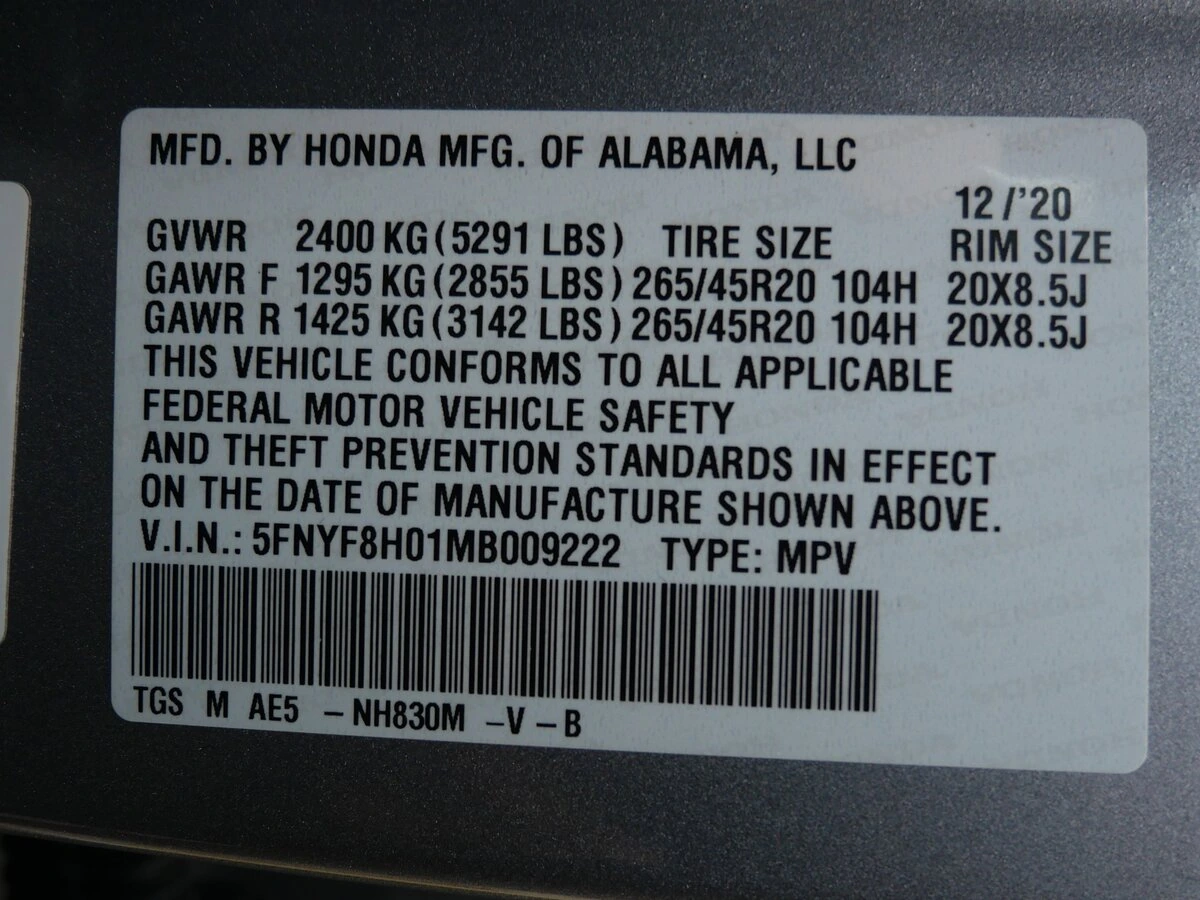 MFD. BY HONDA MFG. OF ALABAMA, LLC
12/'20
GVWR 2400 KG (5291 LBS) TIRE SIZE RIM SIZE
GAWR F 1295 KG (2855 LBS) 265/45R20 104H 20X8.5J
GAWR R 1425 KG (3142 LBS) 265/45R20 104H 20X8.5J
THIS VEHICLE CONFORMS TO ALL APPLICABLE
FEDERAL MOTOR VEHICLE SAFETY
AND THEFT PREVENTION STANDARDS IN EFFECT
ON THE DATE OF MANUFACTURE SHOWN ABOVE.
V.I.N.: 5FNYF8H01MB009222 TYPE: MPV
TGS M AE5 – NH830M –V – B